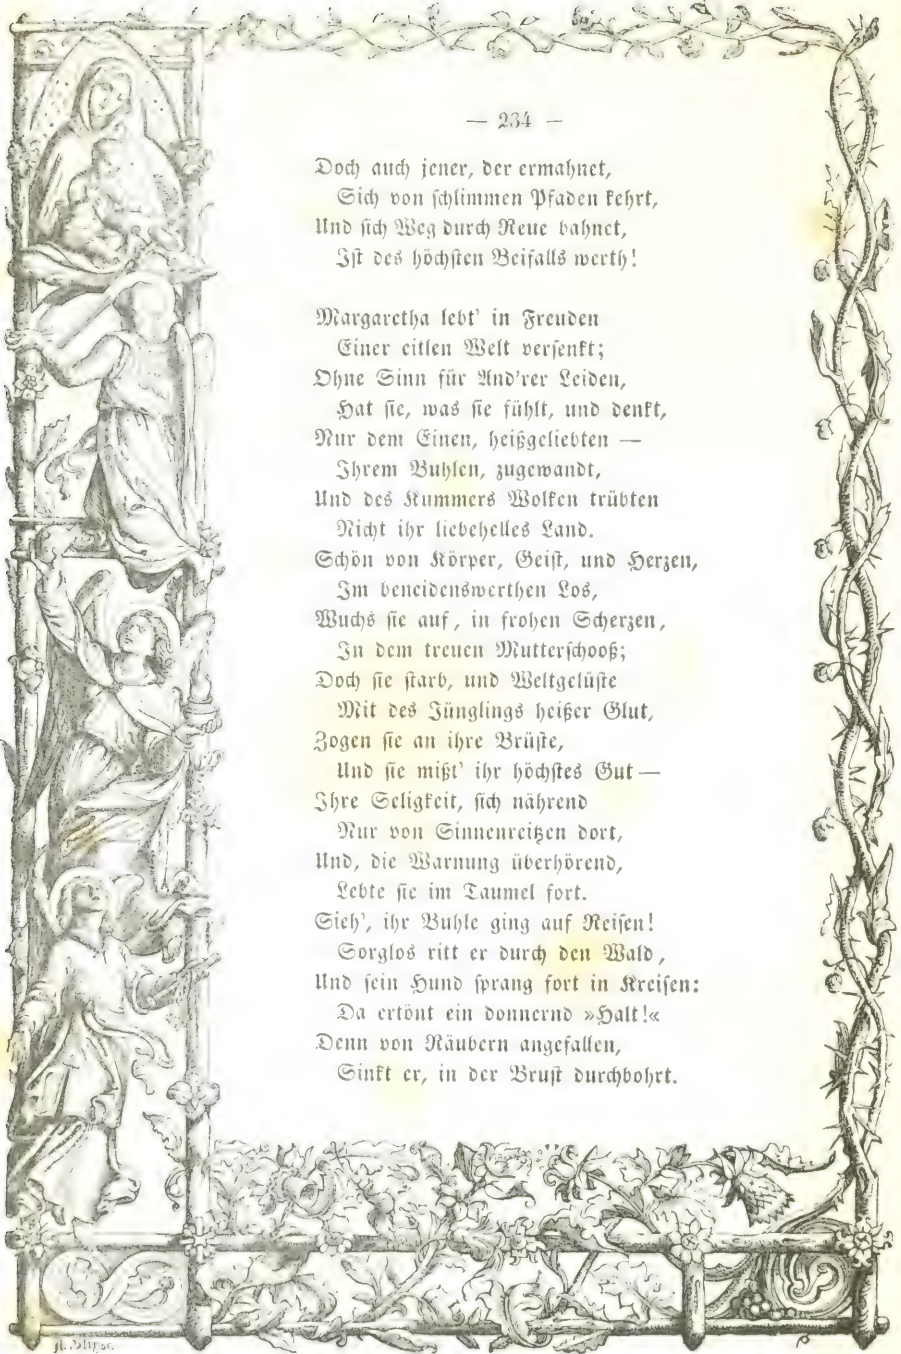 — 234 —
Doch auch jener, der ermahnet,
Sich von schlimmen Pfaden kehrt,
Und sich Weg durch Reue bahnet,
Ist des höchsten Beifalls werth!
Margaretha lebt' in Freuden
Einer eitlen Welt versenkt;
Ohne Sinn für And'rer Leiden,
Hat sie, was sie fühlt, und denkt,
Nur dem Einen, heißgeliebten —
Ihrem Buhlen, zugewandt,
Und des Kummers Wolken trübten
Nicht ihr liebehelles Land.
Schön von Körper, Geist, und Herzen,
Im beneidenswerthen Los,
Wuchs sie auf, in frohen Scherzen,
In dem treuen Mutterschooß;
Doch sie starb, und Weltgelüste
Mit des Jünglings heißer Glut,
Zogen sie an ihre Brüste,
Und sie mißt' ihr höchstes Gut —
Ihre Seligkeit, sich nährend
Nur von Sinnenreitzen dort,
Und, die Warnung überhörend,
Lebte sie im Taumel fort.
Sieh', ihr Buhle ging auf Reisen!
Sorglos ritt er durch den Wald,
Und sein Hund sprang fort in Kreisen:
Da ertönt ein donnernd »Halt!«
Denn von Räubern angefallen,
Sinkt er, in der Brust durchbohrt.